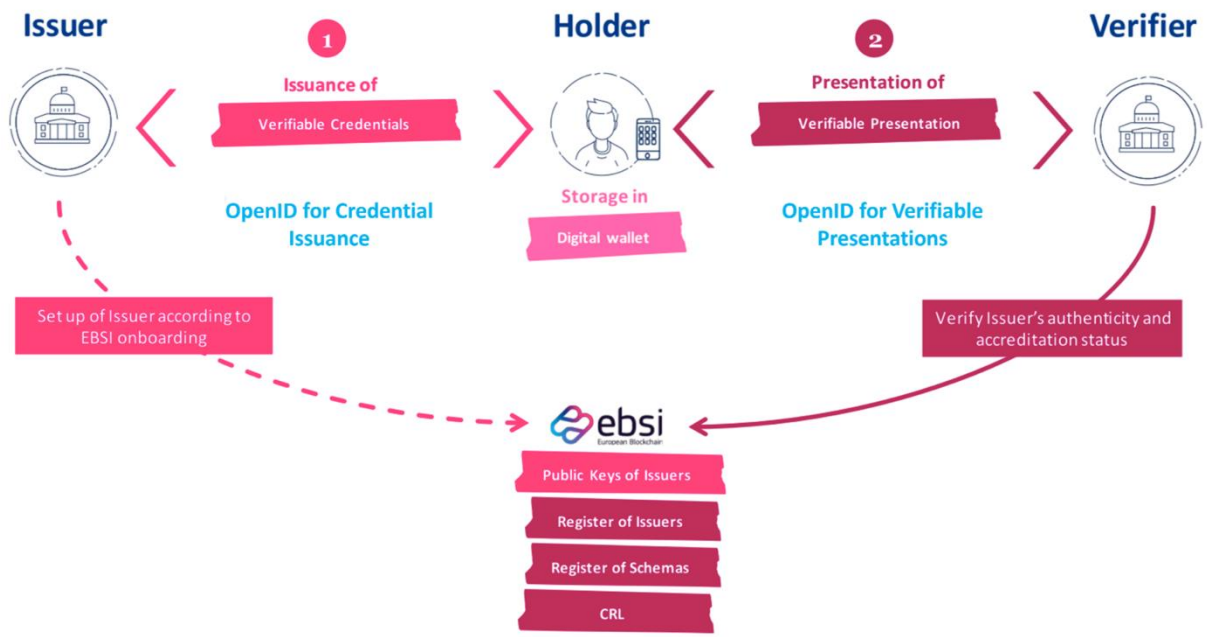 Issuer
Holder
Verifier
1
2
Issuance of
Verifiable Credentials
Presentation of
Verifiable Presentation
OpenID for Credential
Issuance
Storage in
Digital wallet
OpenID for Verifiable
Presentations
Set up of Issuer according to
EBSI onboarding
Verify Issuer's authenticity and
accreditation status
ebsi
European Blockchain
Public Keys of Issuers
Register of Issuers
Register of Schemas
CRL